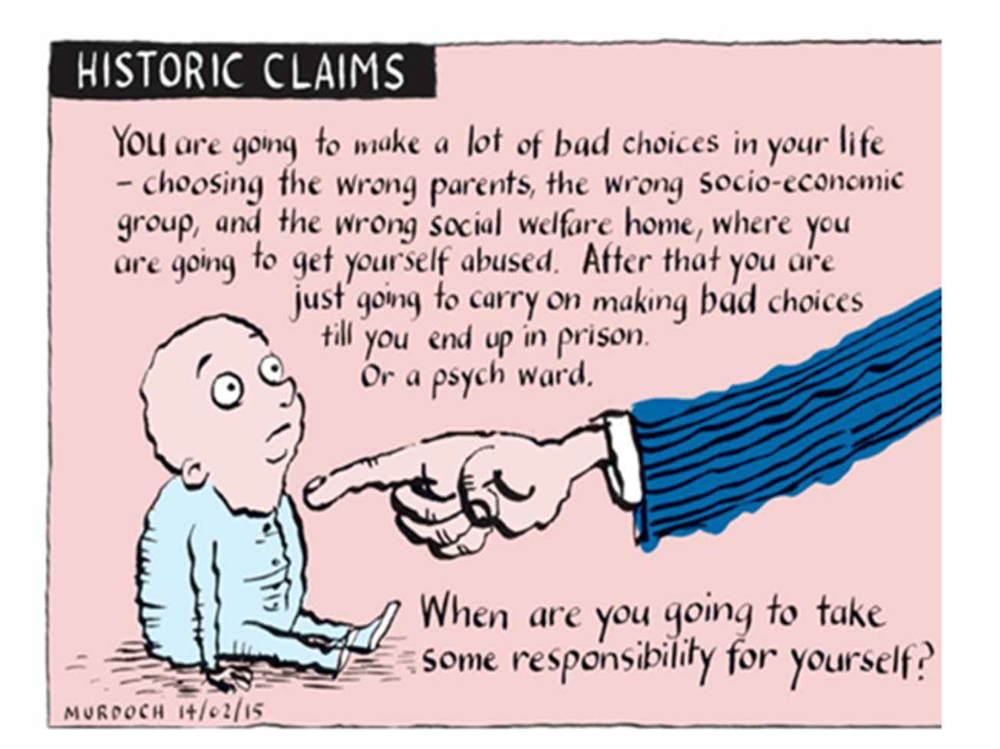 HISTORIC CLAIMS
YOU are going to make a lot of bad choices in your life
- choosing the wrong parents, the wrong socio-economic
group, and the wrong social welfare home, where you
are going to get yourself abused. After that you are
just going to carry on making bad choices
till you end up in prison.
Or a psych ward.
When are you going to take
some responsibility for yourself?
MURDOCH 14/02/15